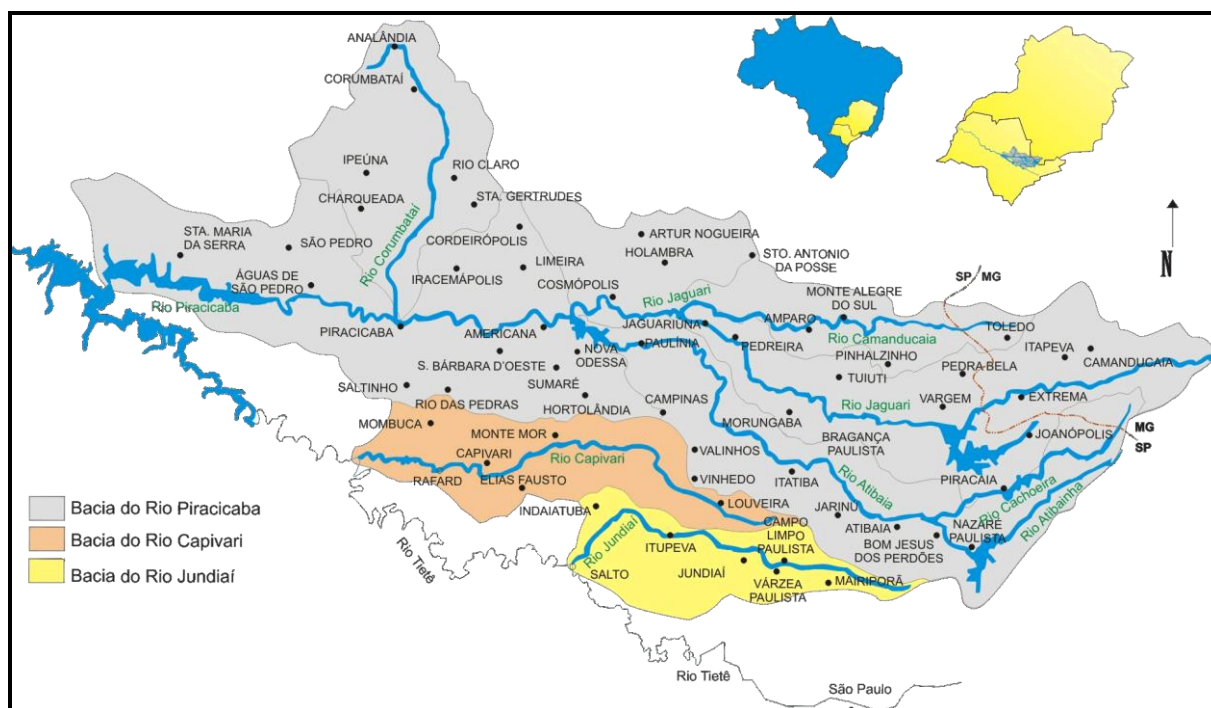 ANALÂNDIA
CORUMBATAÍ
IPEÚNA
RIO CLARO
CHARQUEADA
STA. GERTRUDES
STA. MARIA
DA SERRA
SÃO PEDRO
Rio Corumbataí
CORDEIRÓPOLIS
ARTUR NOGUEIRA
HOLAMBRA
STO. ANTONIO
DA POSSE
N
SP
MG
ÁGUAS DE
SÃO PEDRO
IRACEMÁPOLIS
LIMEIRA
COSMÓPOLIS
Rio Jaguari
MONTE ALEGRE
DO SUL
Rio Piracicaba
PIRACICABA
AMERICANA
JAGUARIUNA
AMPARO
Rio Camanducaia
TOLEDO
ITAPEVA
CAMANDUCAIA
PAULÍNIA
PEDREIRA
PINHALZINHO
NOVA
ODESSA
S. BÁRBARA D'OESTE
TUIUTI
PEDRA BELA
SALTINHO
SUMARÉ
RIO DAS PEDRAS
HORTOLÂNDIA
CAMPINAS
Rio Jaguari
VARGEM
EXTREMA
MOMBUCA
MONTE MOR
MORUNGABA
BRAGANÇA
PAULISTA
JOANÓPOLIS
MG
SP
CAPIVARI
Rio Capivari
VALINHOS
RAFARD
ELIAS FAUSTO
VINHEDO
ITATIBA
Rio Atibaia
PIRACAIA
Rio Cachoeira
Rio Atibainha
Bacia do Rio Piracicaba
INDAIATUBA
LOUVEIRA
JARINU
ATIBAIA
NAZARÉ
PAULISTA
CAMPO
LIMPO
PAULISTA
BOM JESUS
DOS PERDÕES
Bacia do Rio Capivari
Rio Tietê
Rio Jundiaí
ITUPEVA
Bacia do Rio Jundiaí
SALTO
JUNDIAÍ
VÁRZEA
PAULISTA
MAIRIPORÃ
Rio Tietê
São Paulo